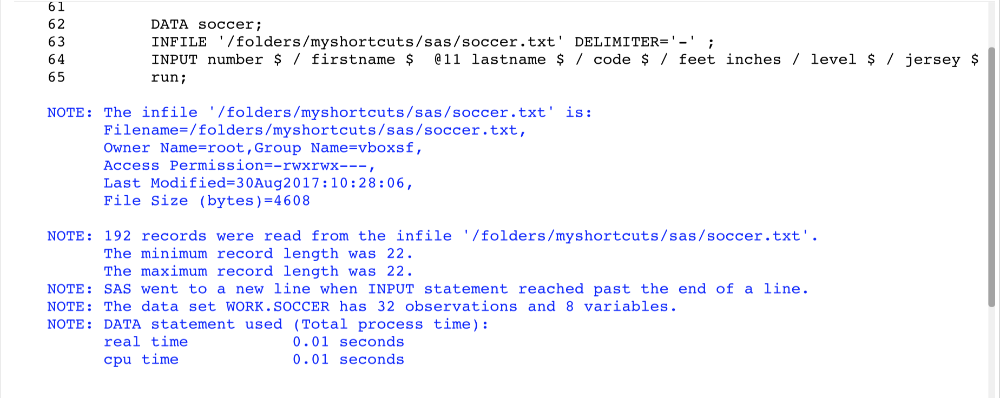 61
62 DATA soccer;
63 INFILE '/folders/myshortcuts/sas/soccer.txt' DELIMITER='-' ;
64 INPUT number $ / firstname $  @11 lastname $ / code $ / feet inches / level $ / jersey $
65 run;
NOTE: The infile '/folders/myshortcuts/sas/soccer.txt' is:
Filename=/folders/myshortcuts/sas/soccer.txt,
Owner Name=root,Group Name=vboxsf,
Access Permission=-rwxrwx---,
Last Modified=30Aug2017:10:28:06,
File Size (bytes)=4608
NOTE: 192 records were read from the infile '/folders/myshortcuts/sas/soccer.txt'.
The minimum record length was 22.
The maximum record length was 22.
NOTE: SAS went to a new line when INPUT statement reached past the end of a line.
NOTE: The data set WORK.SOCCER has 32 observations and 8 variables.
NOTE: DATA statement used (Total process time):
real time 0.01 seconds
cpu time 0.01 seconds